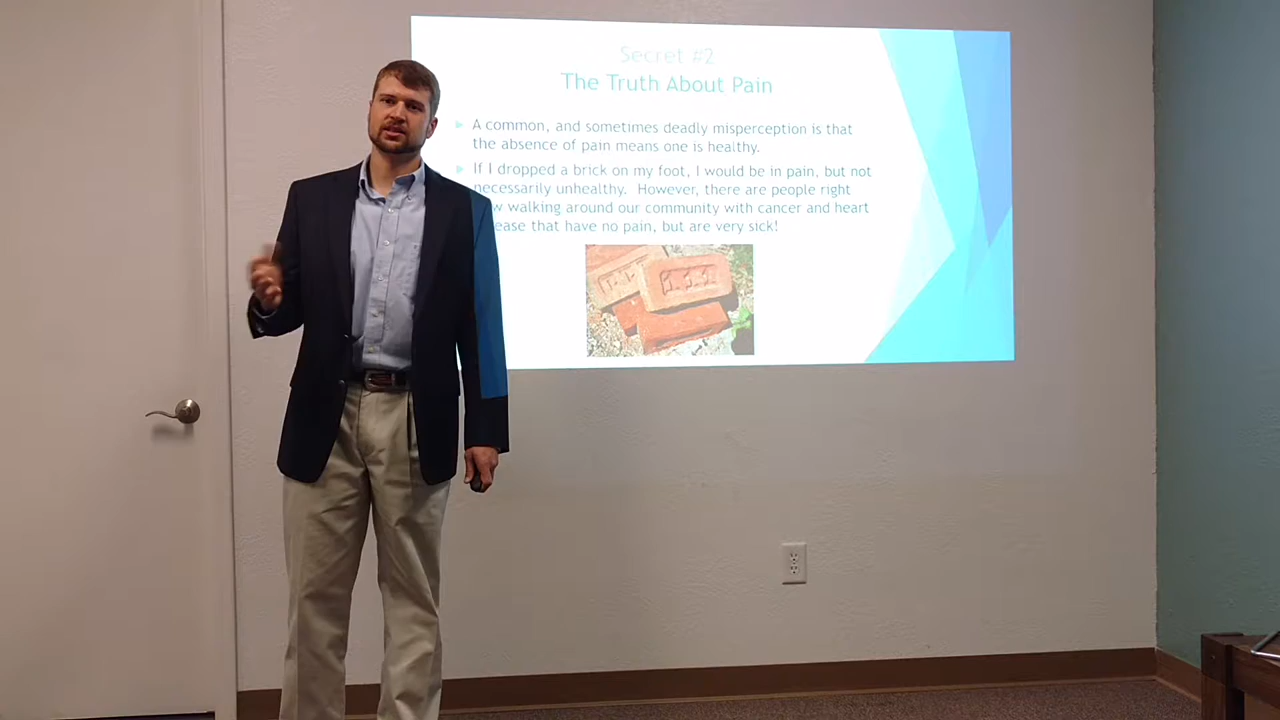 Secret #2
The Truth About Pain
A common, and sometimes deadly misperception is that
the absence of pain means one is healthy.
If I dropped a brick on my foot, I would be in pain, but not
necessarily unhealthy. However, there are people right
walking around our community with cancer and heart
that have no pain, but are very sick!